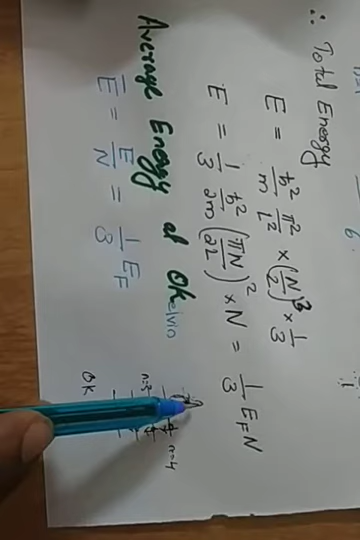 ∴ Total Energy
E = ħ²/m π²/L² × (N/2)³ × 1/3
E = 1/3 ħ²/2m (πN/2L)² × N = 1/3 E_F N
Average Energy at 0Kelvin
E̅ = E/N = 1/3 E_F
n=4
n=3
0K
6